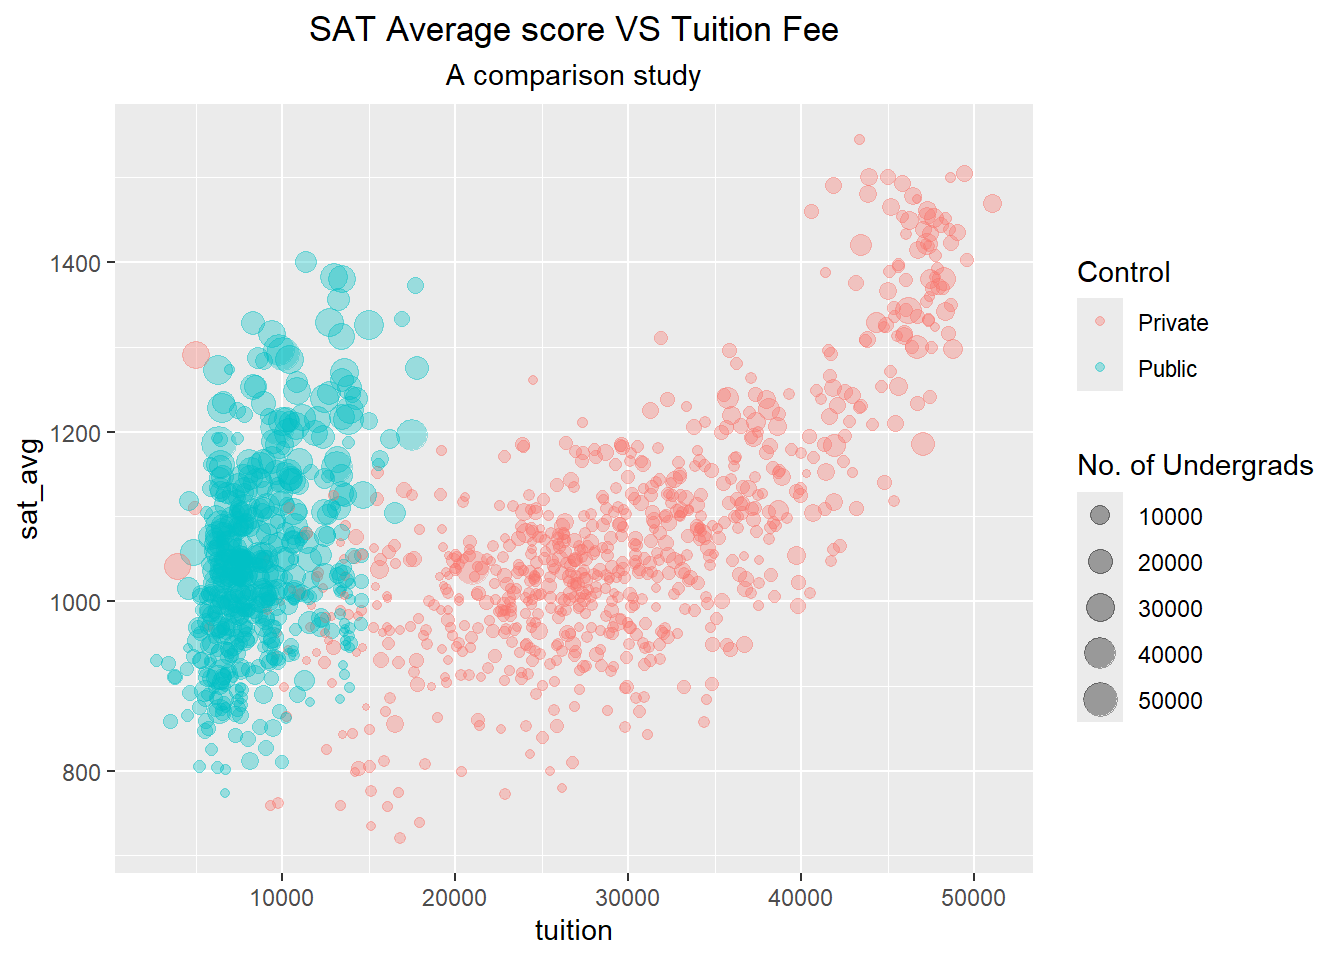 SAT Average score VS Tuition Fee
A comparison study
sat_avg
1400
1200
1000
800
10000 20000 30000 40000 50000
tuition
Control
Private
Public
No. of Undergrads
10000
20000
30000
40000
50000